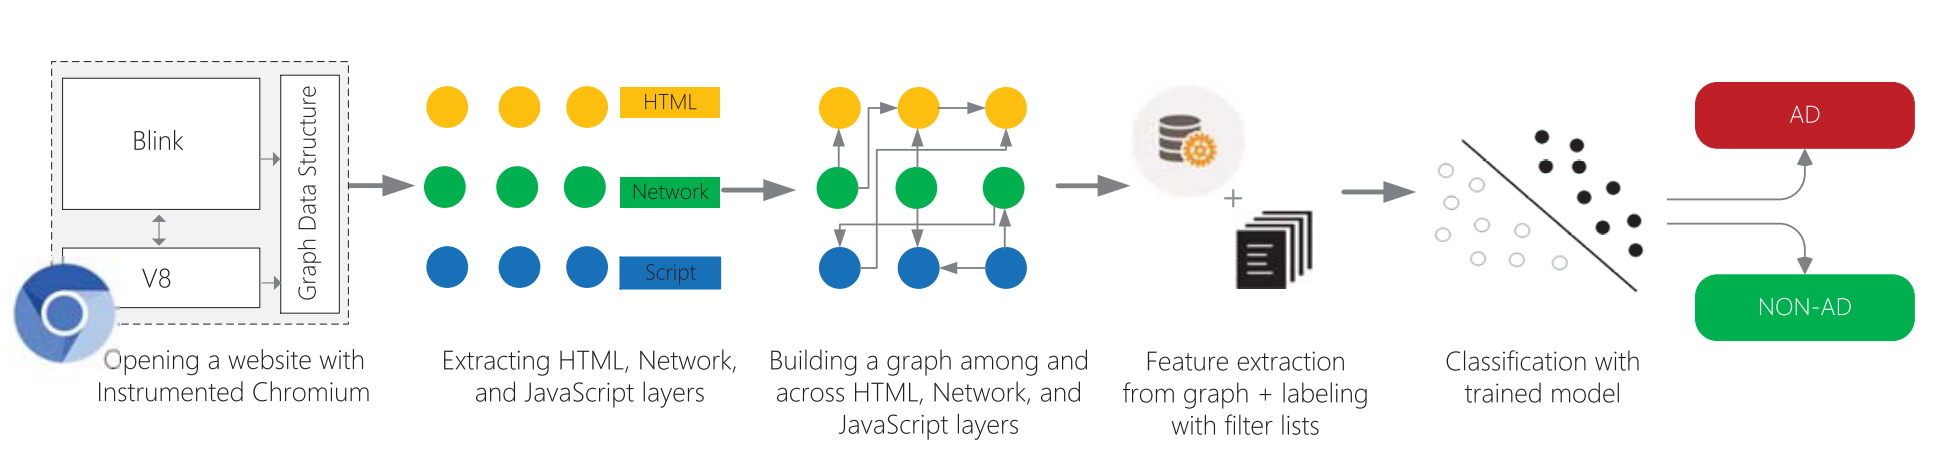 Blink
V8
Graph Data Structure
Opening a website with
Instrumented Chromium
HTML
Network
Script
Extracting HTML, Network,
and JavaScript layers
Building a graph among and
across HTML, Network, and
JavaScript layers
+
Feature extraction
from graph + labeling
with filter lists
Classification with
trained model
AD
NON-AD